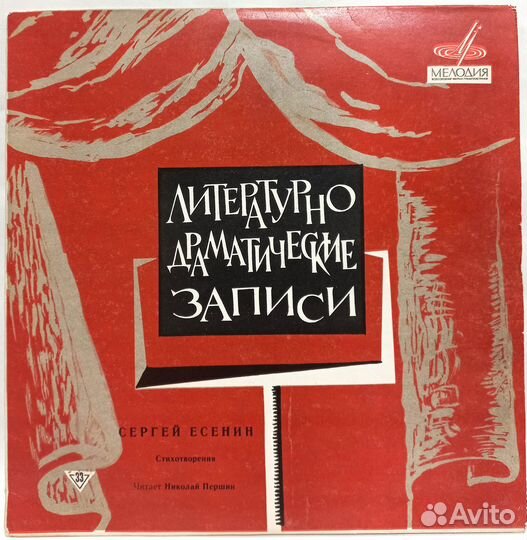 МЕЛОДИЯ
ЛИТЕРАТУРНО
ДРАМАТИЧЕСКИЕ
ЗАПИСИ
СЕРГЕЙ ЕСЕНИН
Стихотворения
Читает Николай Першин
33
Avito